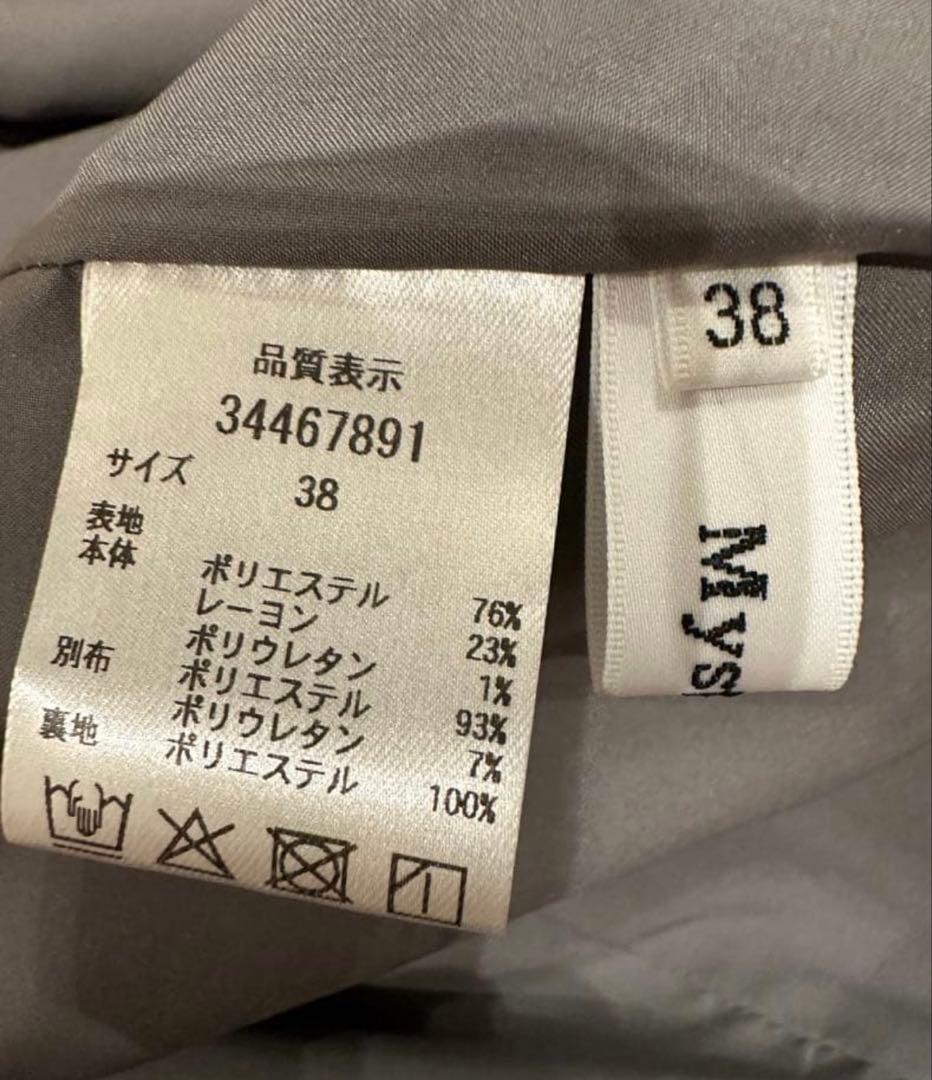 品質表示
34467891
サイズ 38
表地
本体 ポリエステル 76%
レーヨン 23%
ポリウレタン 1%
別布 ポリエステル 93%
ポリウレタン 7%
裏地 ポリエステル 100%
38
Mys